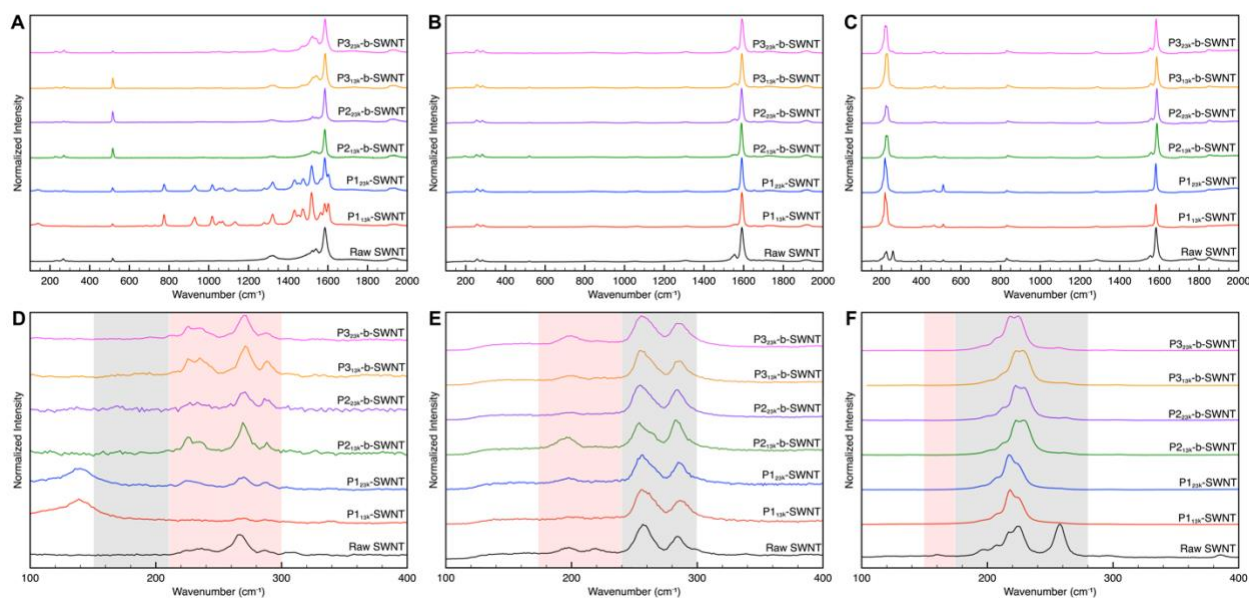 A
P3₂₃ₖ-b-SWNT
P3₁₃ₖ-b-SWNT
P2₂₃ₖ-b-SWNT
P2₁₃ₖ-b-SWNT
P1₂₃ₖ-SWNT
P1₁₃ₖ-SWNT
Raw SWNT
Normalized Intensity
200 400 600 800 1000 1200 1400 1600 1800 2000
Wavenumber (cm⁻¹)
B
P3₂₃ₖ-b-SWNT
P3₁₃ₖ-b-SWNT
P2₂₃ₖ-b-SWNT
P2₁₃ₖ-b-SWNT
P1₂₃ₖ-SWNT
P1₁₃ₖ-SWNT
Raw SWNT
Normalized Intensity
200 400 600 800 1000 1200 1400 1600 1800 2000
Wavenumber (cm⁻¹)
C
P3₂₃ₖ-b-SWNT
P3₁₃ₖ-b-SWNT
P2₂₃ₖ-b-SWNT
P2₁₃ₖ-b-SWNT
P1₂₃ₖ-SWNT
P1₁₃ₖ-SWNT
Raw SWNT
Normalized Intensity
200 400 600 800 1000 1200 1400 1600 1800 2000
Wavenumber (cm⁻¹)
D
P3₂₃ₖ-b-SWNT
P3₁₃ₖ-b-SWNT
P2₂₃ₖ-b-SWNT
P2₁₃ₖ-b-SWNT
P1₂₃ₖ-SWNT
P1₁₃ₖ-SWNT
Raw SWNT
Normalized Intensity
100 200 300 400
Wavenumber (cm⁻¹)
E
P3₂₃ₖ-b-SWNT
P3₁₃ₖ-b-SWNT
P2₂₃ₖ-b-SWNT
P2₁₃ₖ-b-SWNT
P1₂₃ₖ-SWNT
P1₁₃ₖ-SWNT
Raw SWNT
Normalized Intensity
100 200 300 400
Wavenumber (cm⁻¹)
F
P3₂₃ₖ-b-SWNT
P3₁₃ₖ-b-SWNT
P2₂₃ₖ-b-SWNT
P2₁₃ₖ-b-SWNT
P1₂₃ₖ-SWNT
P1₁₃ₖ-SWNT
Raw SWNT
Normalized Intensity
100 200 300 400
Wavenumber (cm⁻¹)